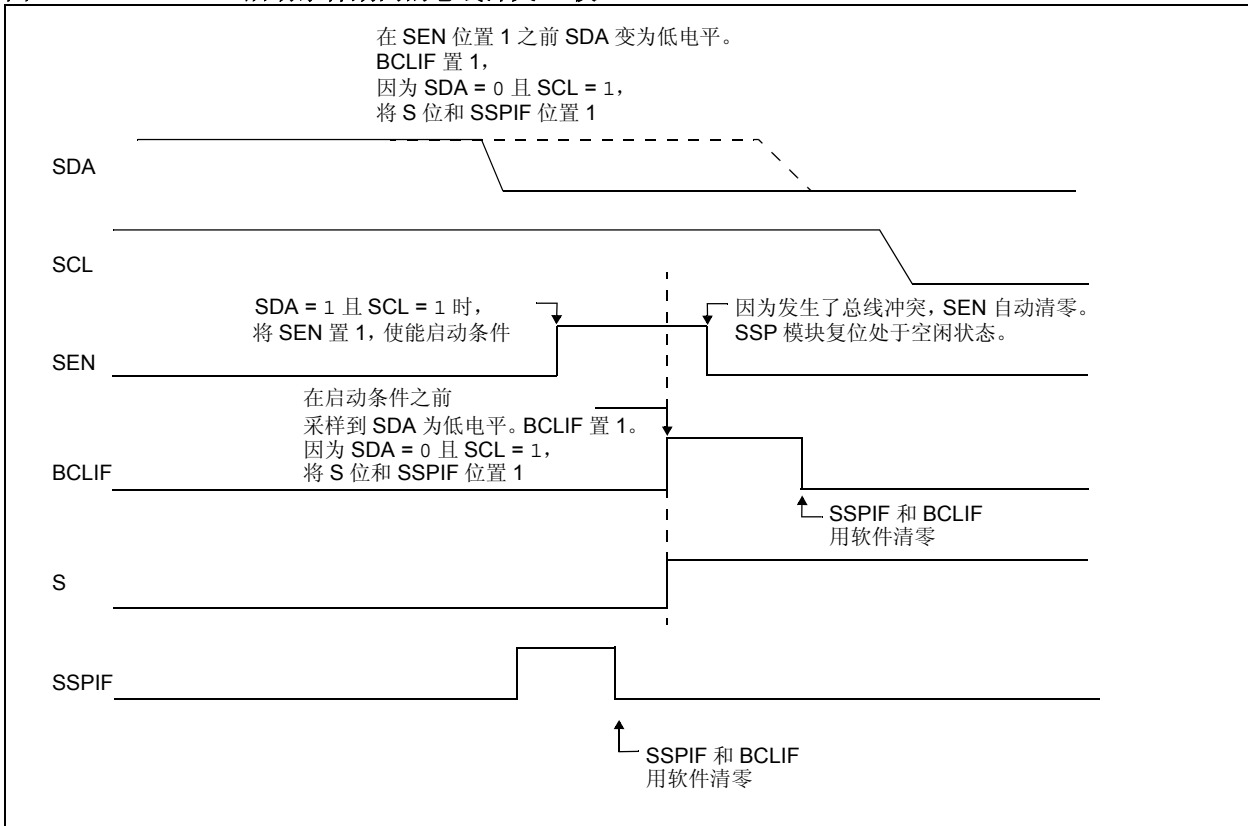 在 SEN 位置 1 之前 SDA 变为低电平。
BCLIF 置 1，
因为 SDA = 0 且 SCL = 1，
将 S 位和 SSPIF 位置 1
SDA
SCL
SDA = 1 且 SCL = 1 时，
将 SEN 置 1，使能启动条件
因为发生了总线冲突，SEN 自动清零。
SSP 模块复位处于空闲状态。
SEN
在启动条件之前
采样到 SDA 为低电平。BCLIF 置 1。
因为 SDA = 0 且 SCL = 1，
将 S 位和 SSPIF 位置 1
BCLIF
SSPIF 和 BCLIF
用软件清零
S
SSPIF
SSPIF 和 BCLIF
用软件清零